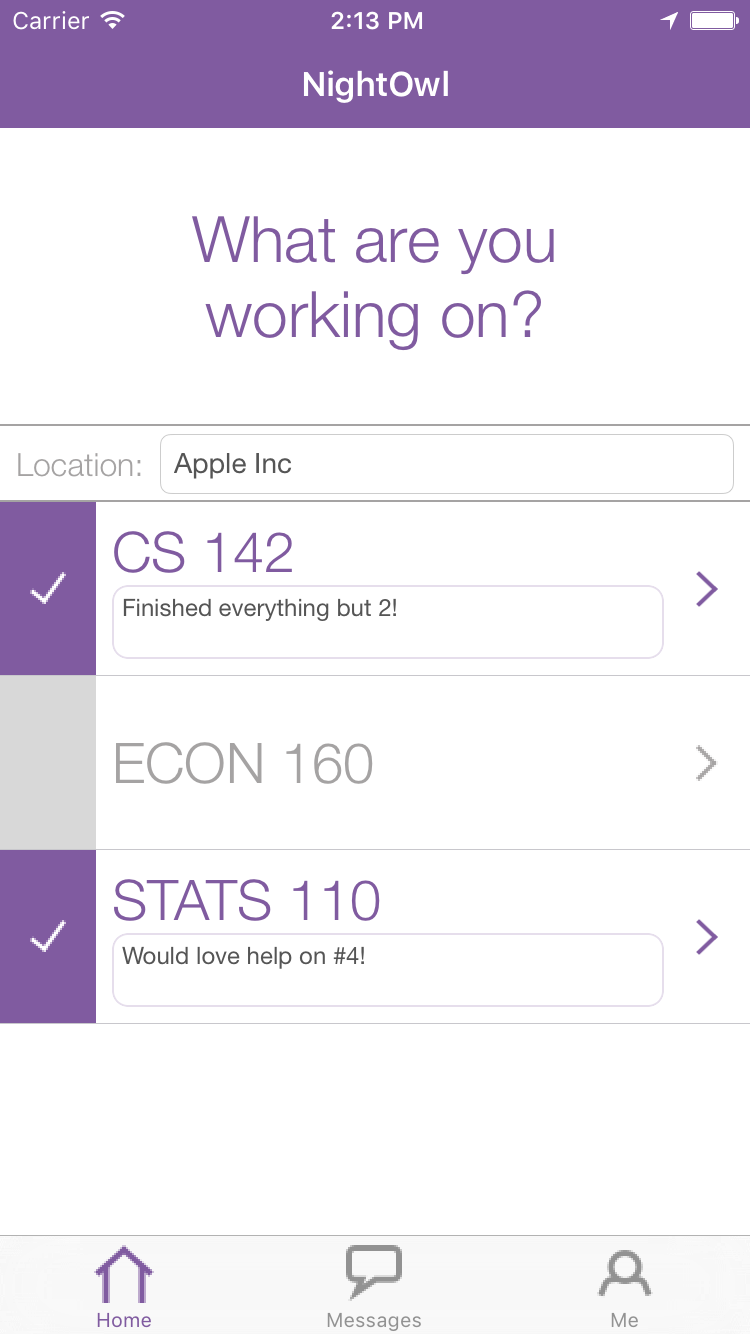 Carrier 2:13 PM
NightOwl
What are you
working on?
Location: Apple Inc
CS 142
Finished everything but 2!
ECON 160
STATS 110
Would love help on #4!
Home Messages Me